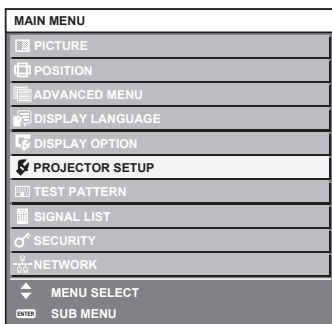 MAIN MENU
PICTURE
POSITION
ADVANCED MENU
DISPLAY LANGUAGE
DISPLAY OPTION
PROJECTOR SETUP
TEST PATTERN
SIGNAL LIST
SECURITY
NETWORK
MENU SELECT
ENTER SUB MENU